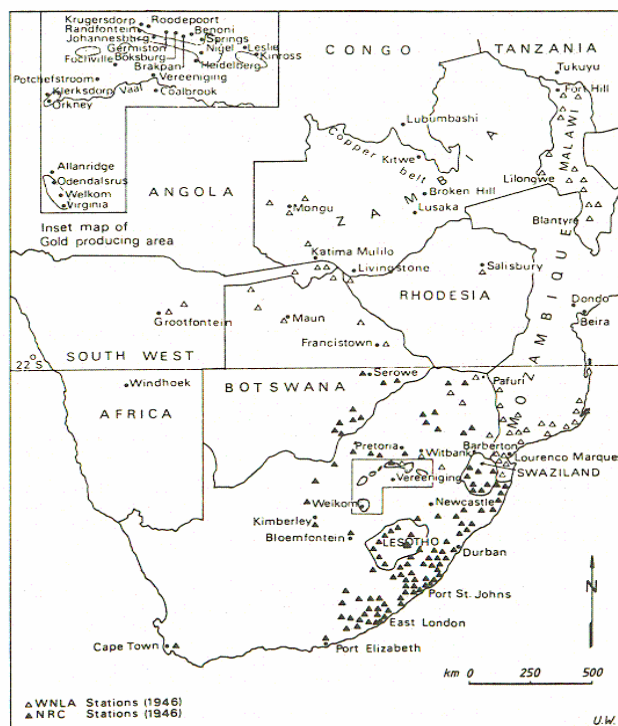 Krugersdorp Roodepoort
Randfontein Benoni
Johannesburg Springs
Germiston Nigel Leslie
Fuchville Boksburg Kinross
Brakpan Heidelberg
Potchefstroom Vereeniging
Klerksdorp Vaal Coalbrook
Orkney
Allanridge
Odendalsrus
Welkom
Virginia
Inset map of
Gold producing area
CONGO
TANZANIA
Tukuyu
Fort Hill
MALAWI
Lubumbashi
Copper belt
Kitwe
ZAMBIA
Lilongwe
ANGOLA
Broken Hill
Mongu
Lusaka
Blantyre
Katima Mulilo
Livingstone
Salisbury
MOZAMBIQUE
RHODESIA
Dondo
Beira
Grootfontein
Maun
Francistown
SOUTH WEST
AFRICA
22°S
Serowe
Pafuri
Windhoek
BOTSWANA
Pretoria
Witbank
Barberton
Lourenco Marque
SWAZILAND
Vereeniging
Welkom
Newcastle
Kimberley
Bloemfontein
LESOTHO
Durban
Port St. Johns
East London
Cape Town
Port Elizabeth
N
km 0 250 500
WNLA Stations (1946)
NRC Stations (1946)
U.W.